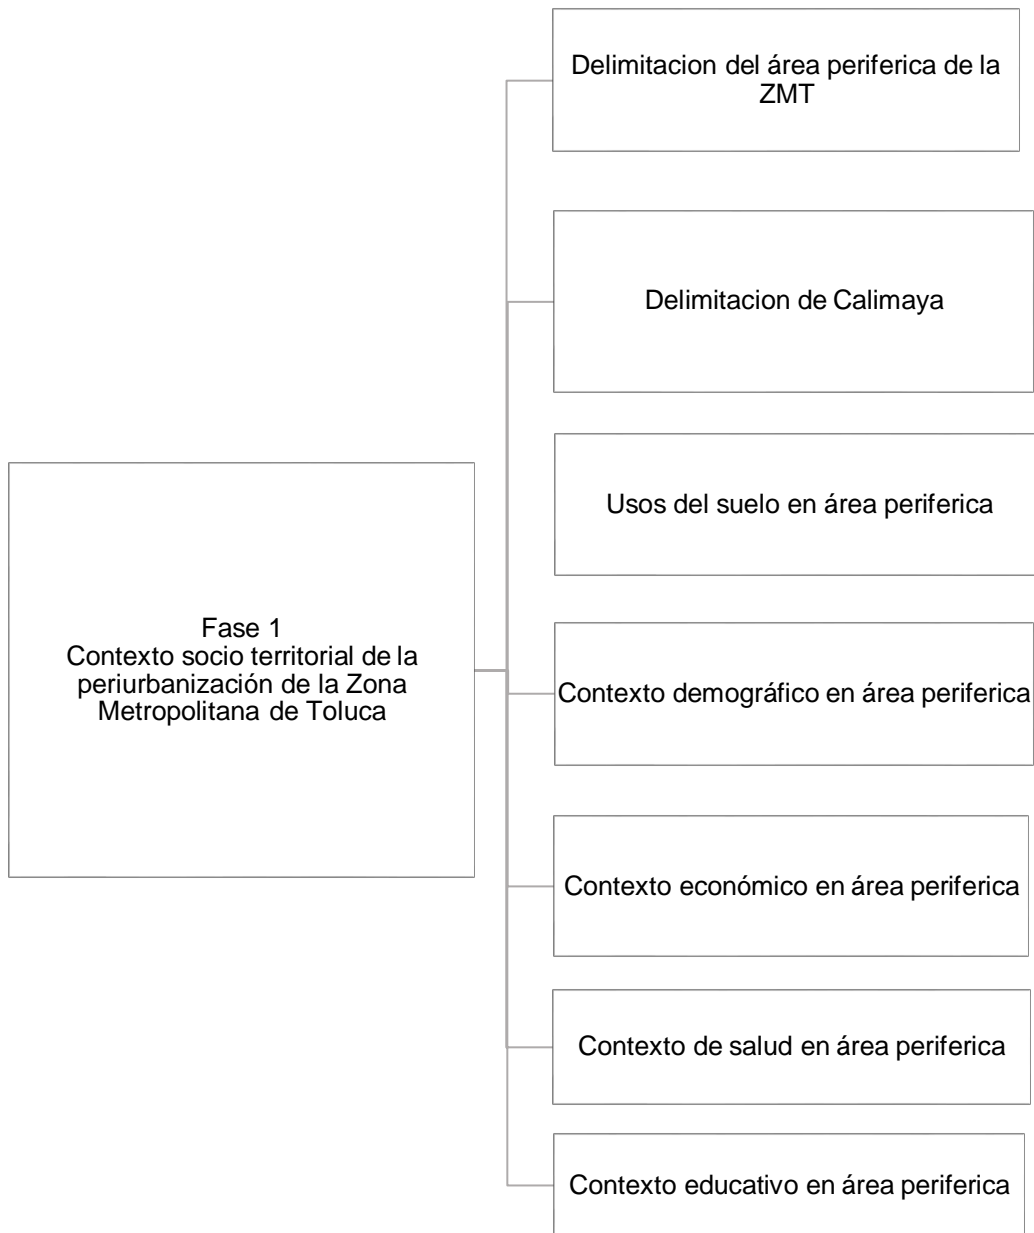 Delimitacion del área periferica de la
ZMT
Delimitacion de Calimaya
Usos del suelo en área periferica
Fase 1
Contexto socio territorial de la
periurbanización de la Zona
Metropolitana de Toluca
Contexto demográfico en área periferica
Contexto económico en área periferica
Contexto de salud en área periferica
Contexto educativo en área periferica